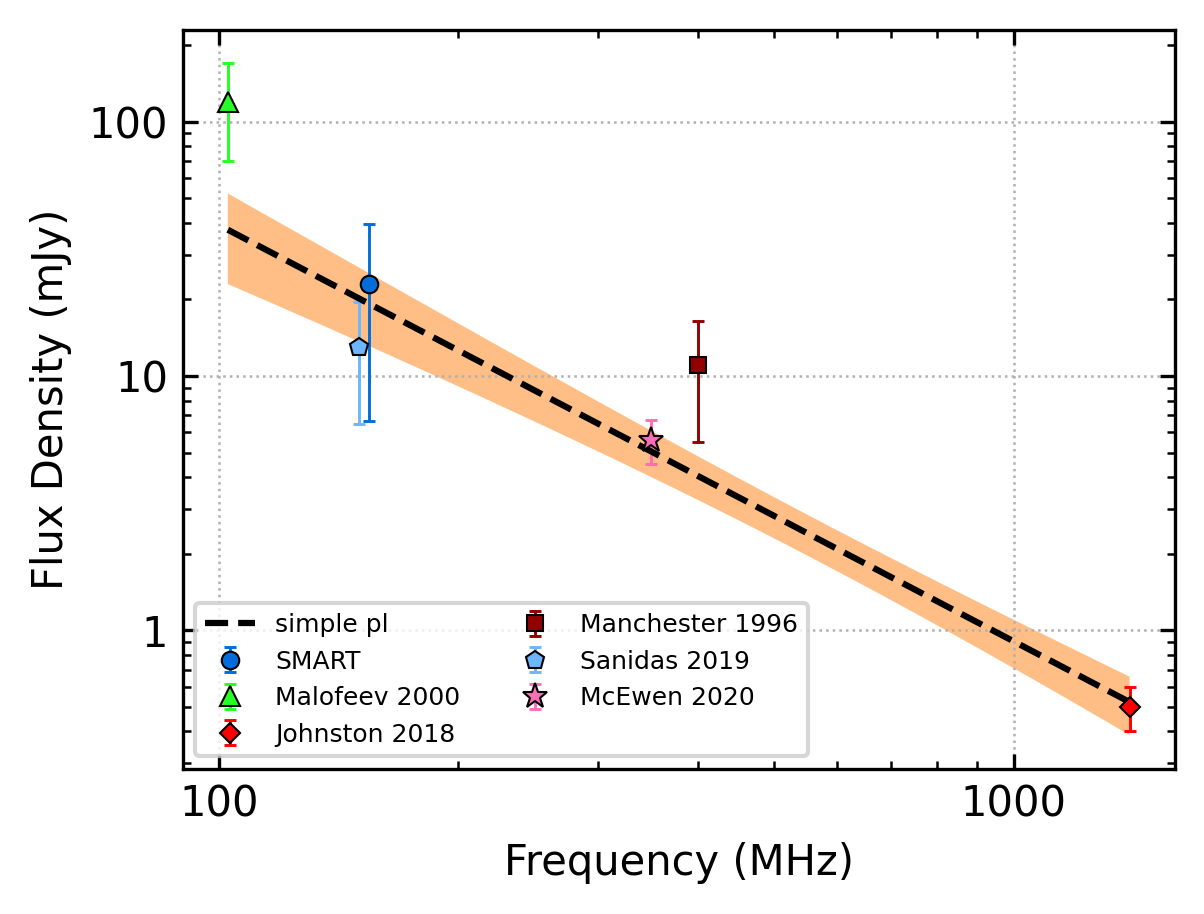 100
10
1
Flux Density (mJy)
simple pl
SMART
Malofeev 2000
Johnston 2018
Manchester 1996
Sanidas 2019
McEwen 2020
100
1000
Frequency (MHz)